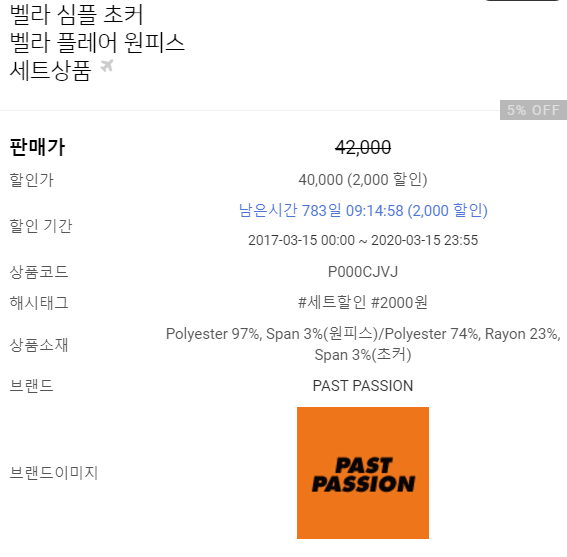 벨라 심플 초커
벨라 플레어 원피스
세트상품
5% OFF
판매가 42,000
할인가 40,000 (2,000 할인)
할인 기간 남은시간 783일 09:14:58 (2,000 할인)
2017-03-15 00:00 ~ 2020-03-15 23:55
상품코드 P000CJVJ
해시태그 #세트할인 #2000원
상품소재 Polyester 97%, Span 3%(원피스)/Polyester 74%, Rayon 23%,
Span 3%(초커)
브랜드 PAST PASSION
브랜드이미지
PAST
PASSION